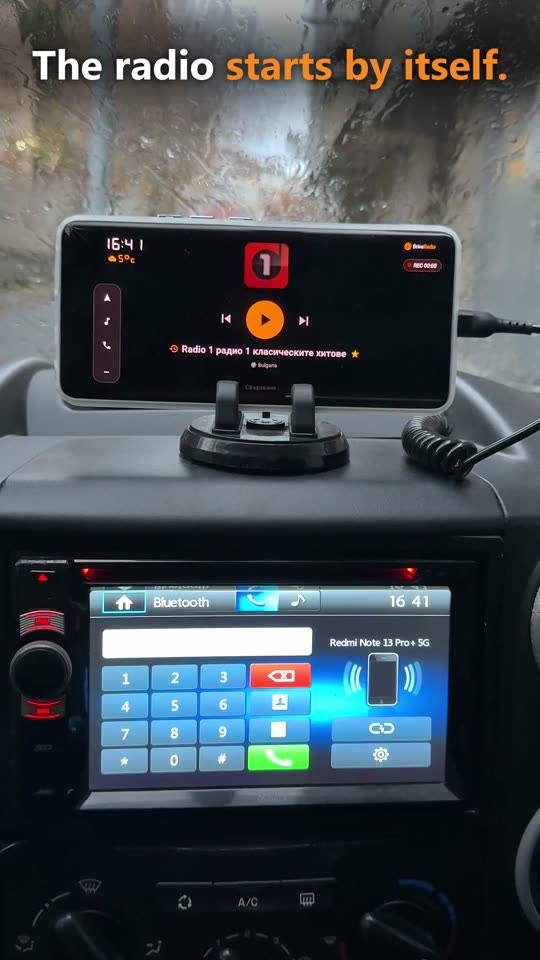 The radio starts by itself.
16:41
5°C
DriveRadio
REC 00:00
1
Radio 1 радио 1 класическите хитове
Bulgaria
Свързване
Bluetooth
16 41
Redmi Note 13 Pro+ 5G
1 2 3
4 5 6
7 8 9
* 0 #
A/C